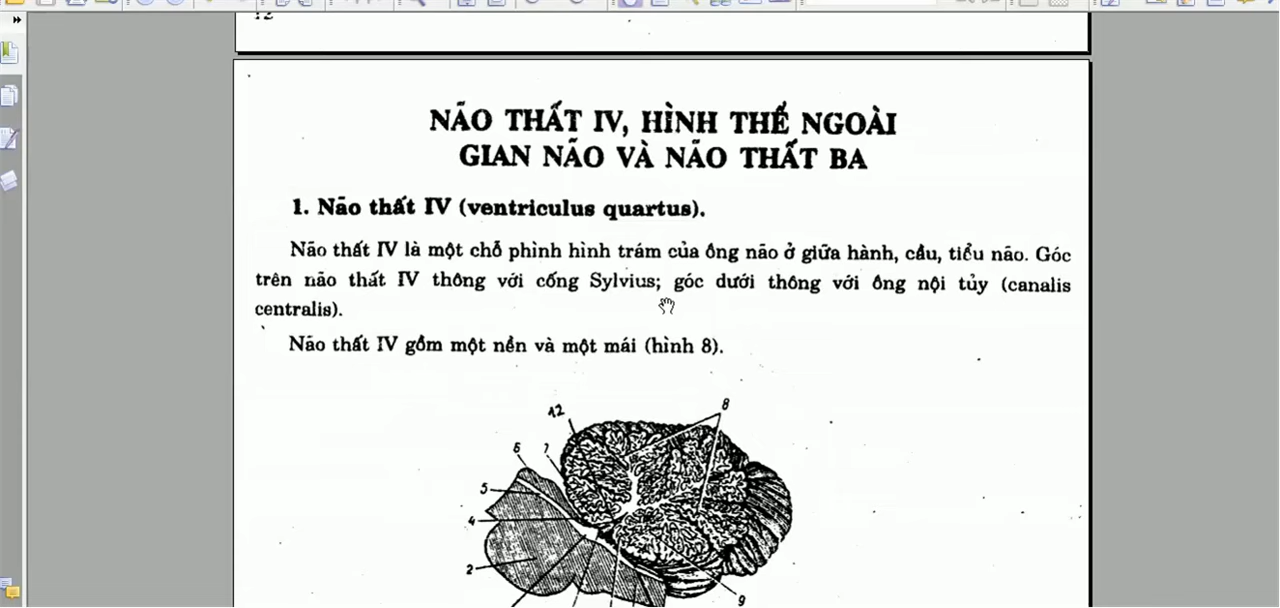 12
NÃO THẤT IV, HÌNH THỂ NGOÀI
GIAN NÃO VÀ NÃO THẤT BA
1. Não thất IV (ventriculus quartus).
Não thất IV là một chỗ phình hình trám của ông não ở giữa hành, cầu, tiểu não. Góc
trên não thất IV thông với cống Sylvius; góc dưới thông với ông nội tủy (canalis
centralis).
Não thất IV gồm một nền và một mái (hình 8).
12
8
6
7
5
4
2
9